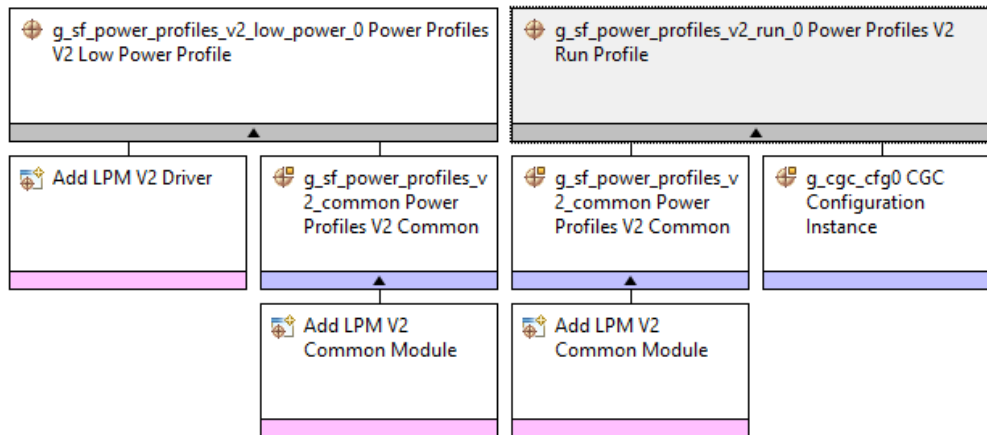 g_sf_power_profiles_v2_low_power_0 Power Profiles
V2 Low Power Profile
g_sf_power_profiles_v2_run_0 Power Profiles V2
Run Profile
Add LPM V2 Driver
g_sf_power_profiles_v
2_common Power
Profiles V2 Common
g_sf_power_profiles_v
2_common Power
Profiles V2 Common
g_cgc_cfg0 CGC
Configuration
Instance
Add LPM V2
Common Module
Add LPM V2
Common Module